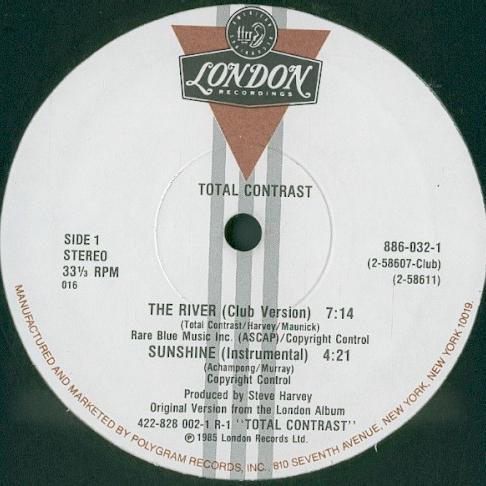 AMERICAN
ffrr
LONDON
RECORDINGS
TOTAL CONTRAST
SIDE 1
STEREO
33⅓ RPM
016
886-032-1
(2-58607-Club)
(2-58611)
THE RIVER (Club Version) 7:14
(Total Contrast/Harvey/Maunick)
Rare Blue Music Inc. (ASCAP)/Copyright Control
SUNSHINE (Instrumental) 4:21
(Achampong/Murray)
Copyright Control
Produced by Steve Harvey
Original Version from the London Album
422-828 002-1 R-1 "TOTAL CONTRAST"
℗ 1985 London Records Ltd.
MANUFACTURED AND MARKETED BY POLYGRAM RECORDS, INC., 810 SEVENTH AVENUE, NEW YORK, NEW YORK 10019.